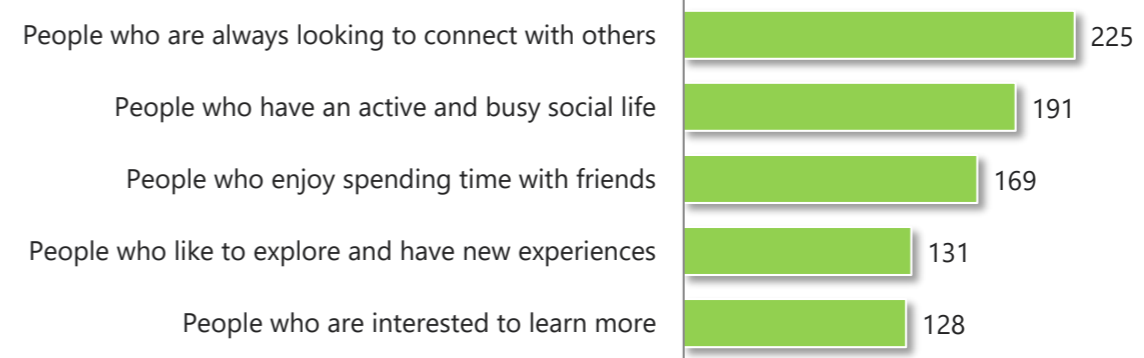 People who are always looking to connect with others 225
People who have an active and busy social life 191
People who enjoy spending time with friends 169
People who like to explore and have new experiences 131
People who are interested to learn more 128